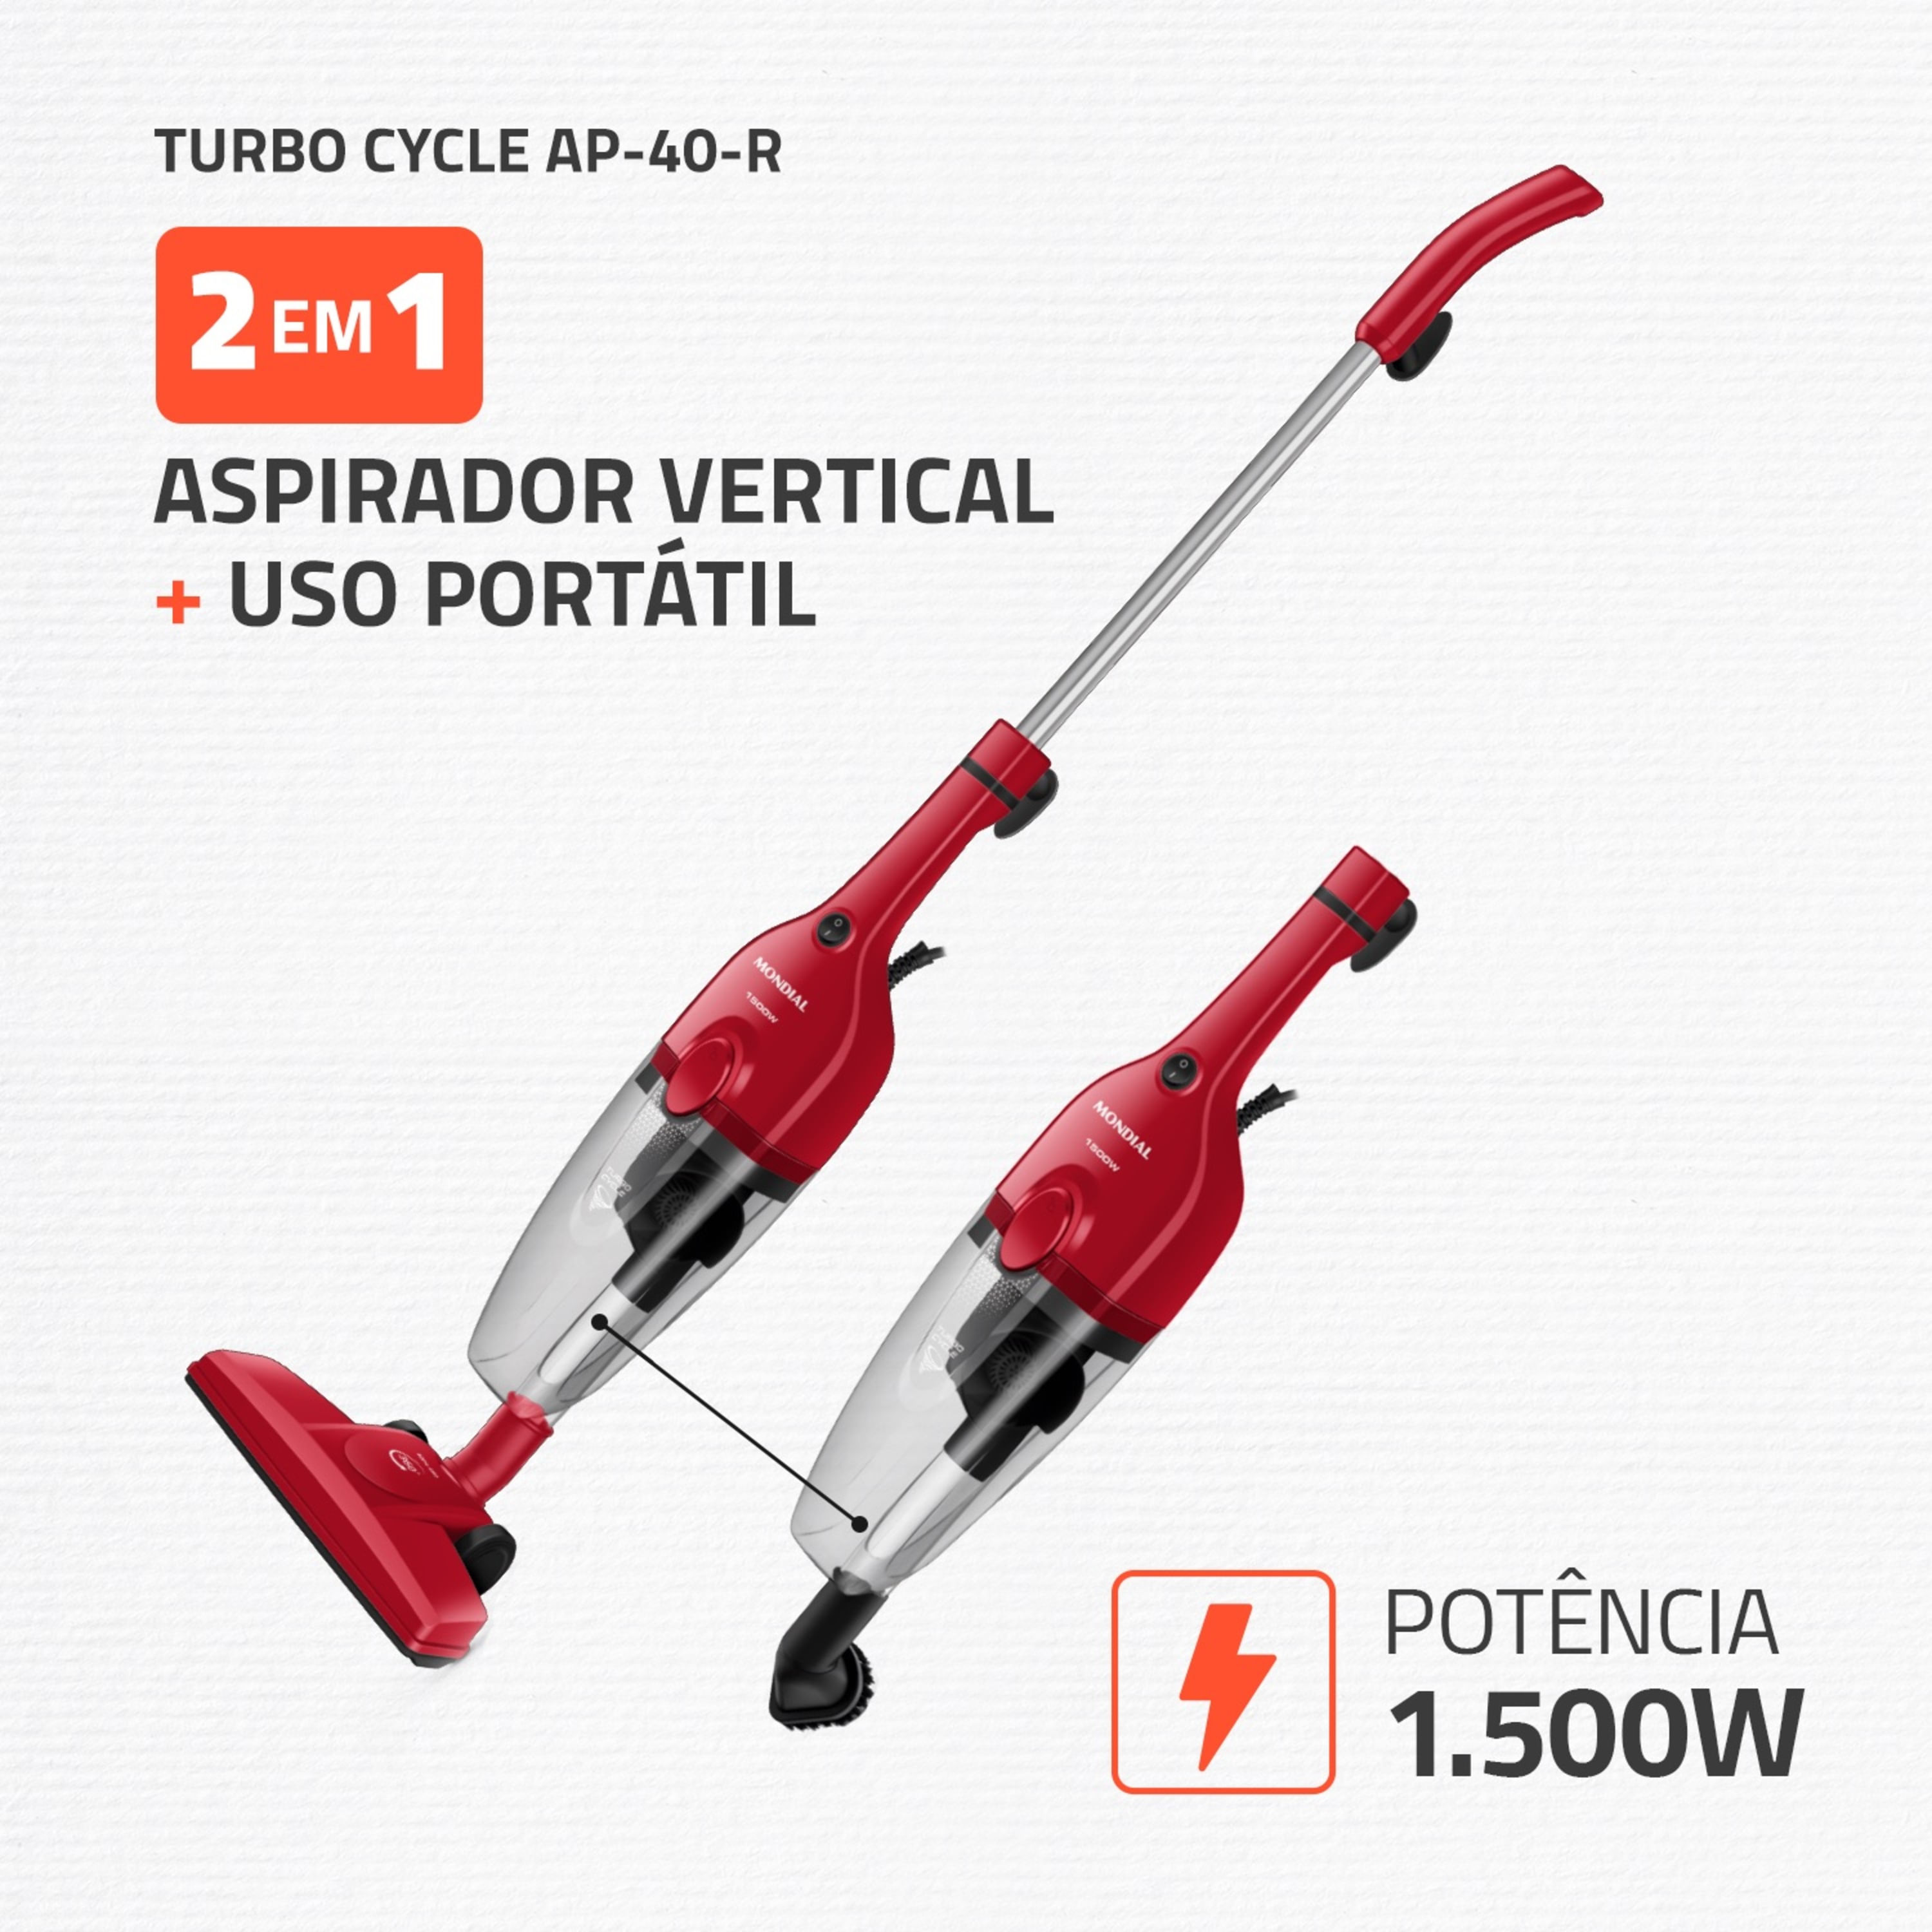 TURBO CYCLE AP-40-R
2 EM 1
ASPIRADOR VERTICAL
+ USO PORTÁTIL
MONDIAL
1500W
MONDIAL
1500W
POTÊNCIA
1.500W